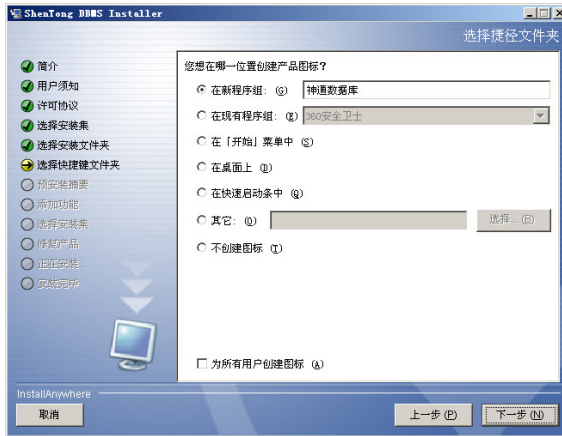 ShenTong DBMS Installer
选择捷径文件夹
简介
用户须知
许可协议
选择安装集
选择安装文件夹
选择快捷键文件夹
预安装摘要
添加功能
选择安装集
修复产品
正在安装...
安装完毕
您想在哪一位置创建产品图标?
在新程序组: (G) 神通数据库
在现有程序组: (E) 360安全卫士
在「开始」菜单中 (S)
在桌面上 (D)
在快速启动条中 (Q)
其它: (O) 选择... (B)
不创建图标 (T)
为所有用户创建图标 (A)
InstallAnywhere
取消 上一步 (P) 下一步 (N)